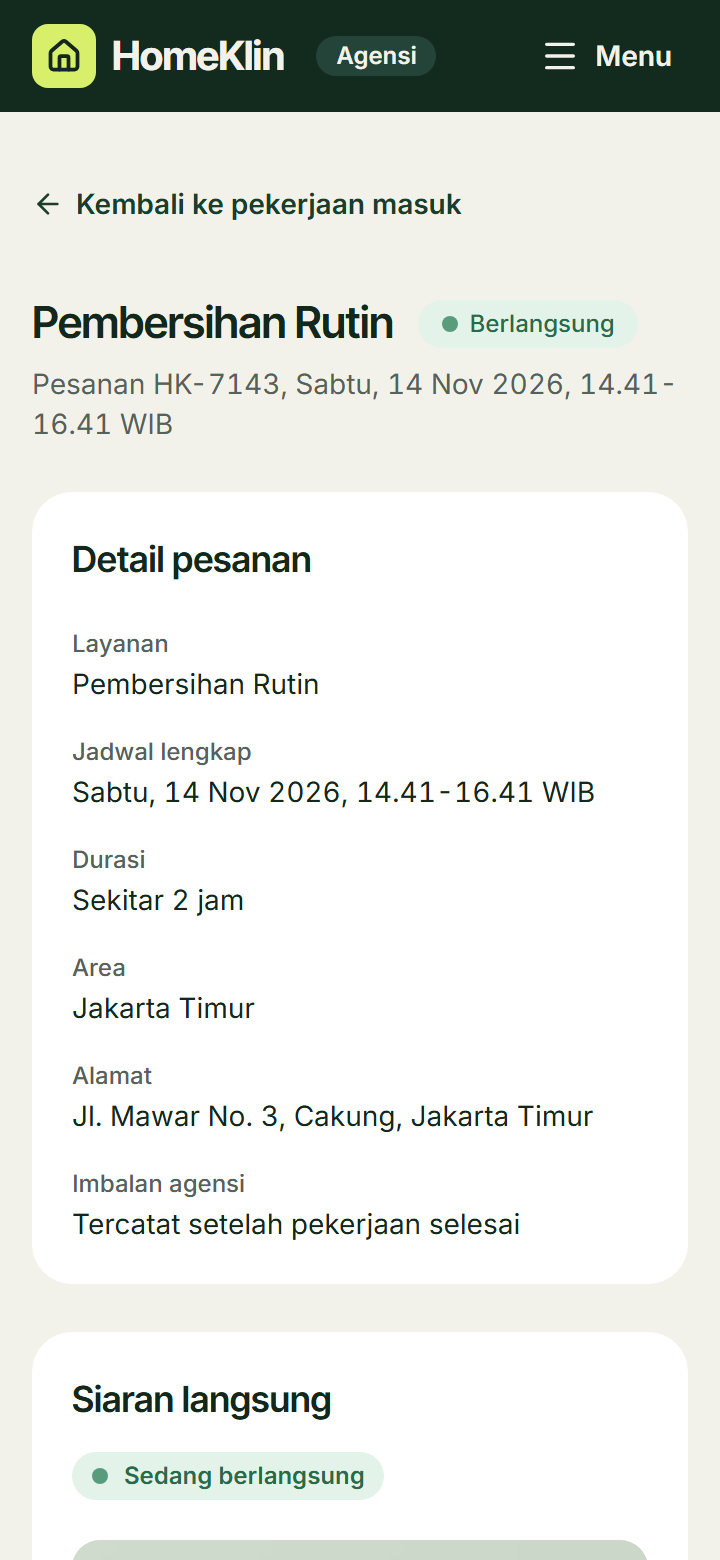 HomeKlin
Agensi
Menu
Kembali ke pekerjaan masuk
Pembersihan Rutin
Berlangsung
Pesanan HK-7143, Sabtu, 14 Nov 2026, 14.41-
16.41 WIB
Detail pesanan
Layanan
Pembersihan Rutin
Jadwal lengkap
Sabtu, 14 Nov 2026, 14.41-16.41 WIB
Durasi
Sekitar 2 jam
Area
Jakarta Timur
Alamat
Jl. Mawar No. 3, Cakung, Jakarta Timur
Imbalan agensi
Tercatat setelah pekerjaan selesai
Siaran langsung
Sedang berlangsung